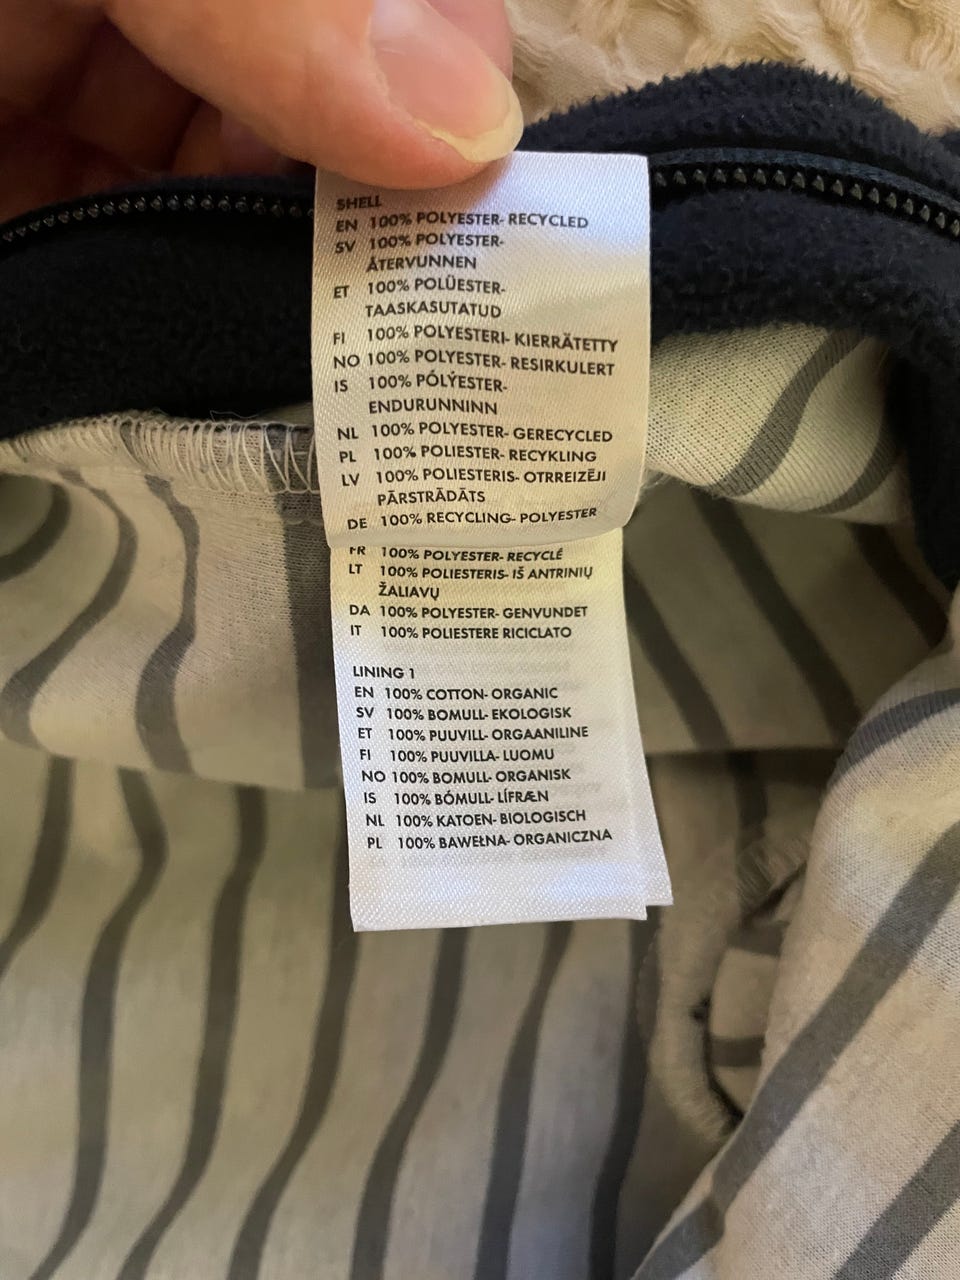 SHELL
EN 100% POLYESTER- RECYCLED
SV 100% POLYESTER-
ÅTERVUNNEN
ET 100% POLÜESTER-
TAASKASUTATUD
FI 100% POLYESTERI- KIERRÄTETTY
NO 100% POLYESTER- RESIRKULERT
IS 100% PÓLÝESTER-
ENDURUNNINN
NL 100% POLYESTER- GERECYCLED
PL 100% POLYESTER- RECYKLING
LV 100% POLIESTERIS- OTRREIZĒJI
PĀRSTRĀDĀTS
DE 100% RECYCLING- POLYESTER
FR 100% POLYESTER- RECYCLÉ
LT 100% POLIESTERIS- IŠ ANTRINIŲ
ŽALIAVŲ
DA 100% POLYESTER- GENVUNDET
IT 100% POLIESTERE RICICLATO
LINING 1
EN 100% COTTON- ORGANIC
SV 100% BOMULL- EKOLOGISK
ET 100% PUUVILL- ORGAANILINE
FI 100% PUUVILLA- LUOMU
NO 100% BOMULL- ORGANISK
IS 100% BÓMULL- LÍFRÆN
NL 100% KATOEN- BIOLOGISCH
PL 100% BAWEŁNA- ORGANICZNA